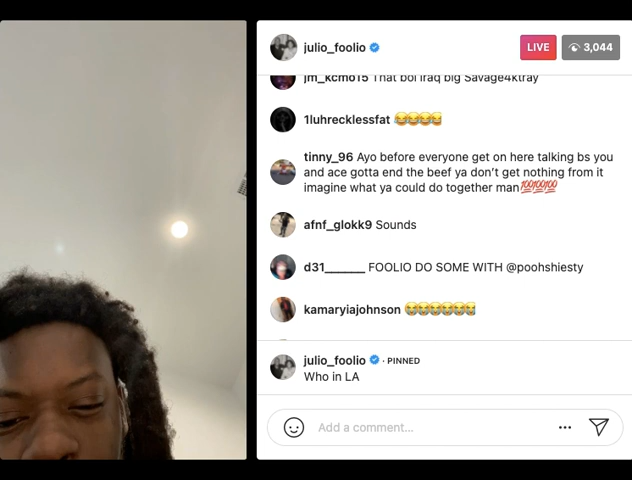 julio_foolio
LIVE
3,044
jm_kcmo15 That boi Iraq big Savage4ktray
1luhrecklessfat 😂😂😂😂
tinny_96 Ayo before everyone get on here talking bs you
and ace gotta end the beef ya don’t get nothing from it
imagine what ya could do together man💯💯💯
afnf_glokk9 Sounds
d31_______ FOOLIO DO SOME WITH @poohshiesty
kamaryiajohnson 😂😂😂😂😂😂
julio_foolio · PINNED
Who in LA
Add a comment...